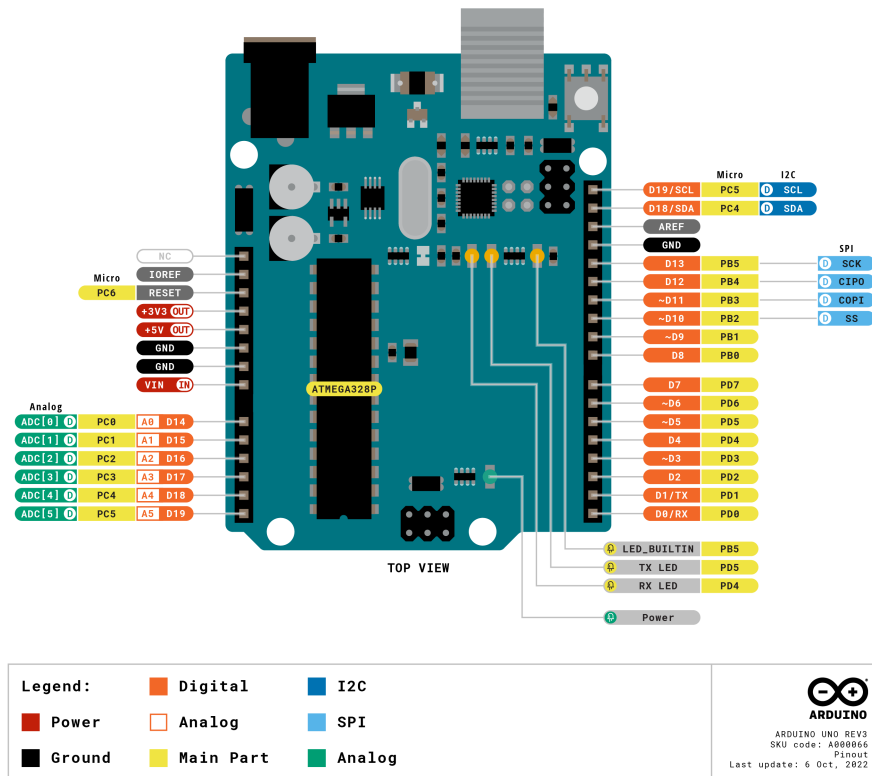 Micro I2C
D19/SCL PC5 D SCL
D18/SDA PC4 D SDA
AREF
GND
SPI
D13 PB5 D SCK
D12 PB4 D CIPO
~D11 PB3 D COPI
~D10 PB2 D SS
~D9 PB1
D8 PB0
D7 PD7
~D6 PD6
~D5 PD5
D4 PD4
~D3 PD3
D2 PD2
D1/TX PD1
D0/RX PD0
NC
IOREF
Micro
PC6 RESET
+3V3 OUT
+5V OUT
GND
GND
VIN IN
Analog
ADC[0] D PC0 A0 D14
ADC[1] D PC1 A1 D15
ADC[2] D PC2 A2 D16
ADC[3] D PC3 A3 D17
ADC[4] D PC4 A4 D18
ADC[5] D PC5 A5 D19
ATMEGA328P
LED_BUILTIN PB5
TX LED PD5
RX LED PD4
Power
TOP VIEW
Legend:
Power
Ground
Digital
Analog
Main Part
I2C
SPI
Analog
ARDUINO
ARDUINO UNO REV3
SKU code: A000066
Pinout
Last update: 6 Oct, 2022